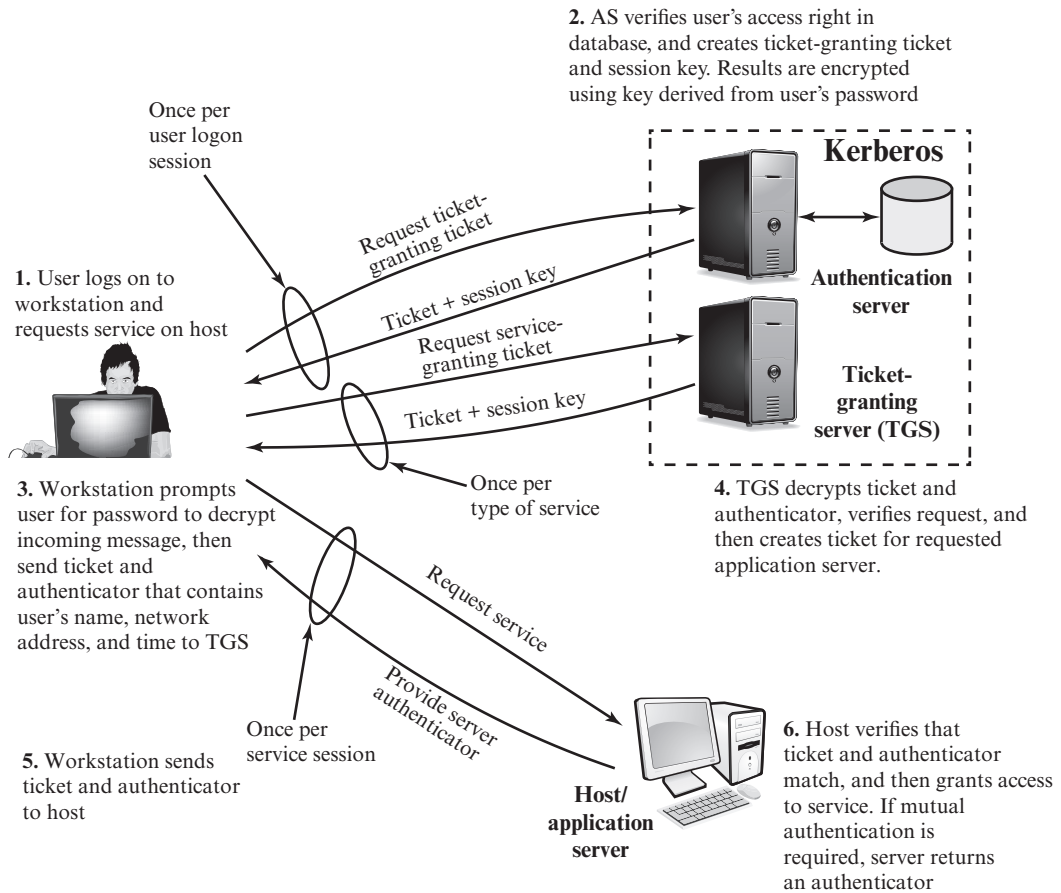 2. AS verifies user's access right in
database, and creates ticket-granting ticket
and session key. Results are encrypted
using key derived from user's password
Once per
user logon
session
Kerberos
Request ticket-
granting ticket
Ticket + session key
Authentication
server
1. User logs on to
workstation and
requests service on host
Request service-
granting ticket
Ticket + session key
Ticket-
granting
server (TGS)
Once per
type of service
3. Workstation prompts
user for password to decrypt
incoming message, then
send ticket and
authenticator that contains
user's name, network
address, and time to TGS
4. TGS decrypts ticket and
authenticator, verifies request, and
then creates ticket for requested
application server.
Request service
Provide server
authenticator
Once per
service session
5. Workstation sends
ticket and authenticator
to host
Host/
application
server
6. Host verifies that
ticket and authenticator
match, and then grants access
to service. If mutual
authentication is
required, server returns
an authenticator